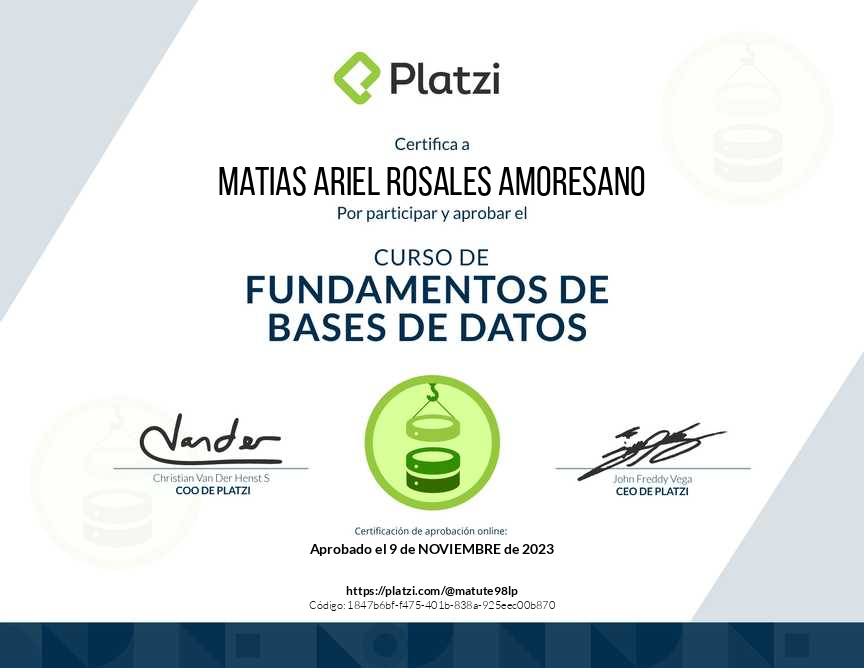 Platzi
Certifica a
MATIAS ARIEL ROSALES AMORESANO
Por participar y aprobar el
CURSO DE
FUNDAMENTOS DE
BASES DE DATOS
Christian Van Der Henst S
COO DE PLATZI
John Freddy Vega
CEO DE PLATZI
Certificación de aprobación online:
Aprobado el 9 de NOVIEMBRE de 2023
https://platzi.com/@matute98lp
Código: 1847b6bf-f475-401b-838a-925eec00b870